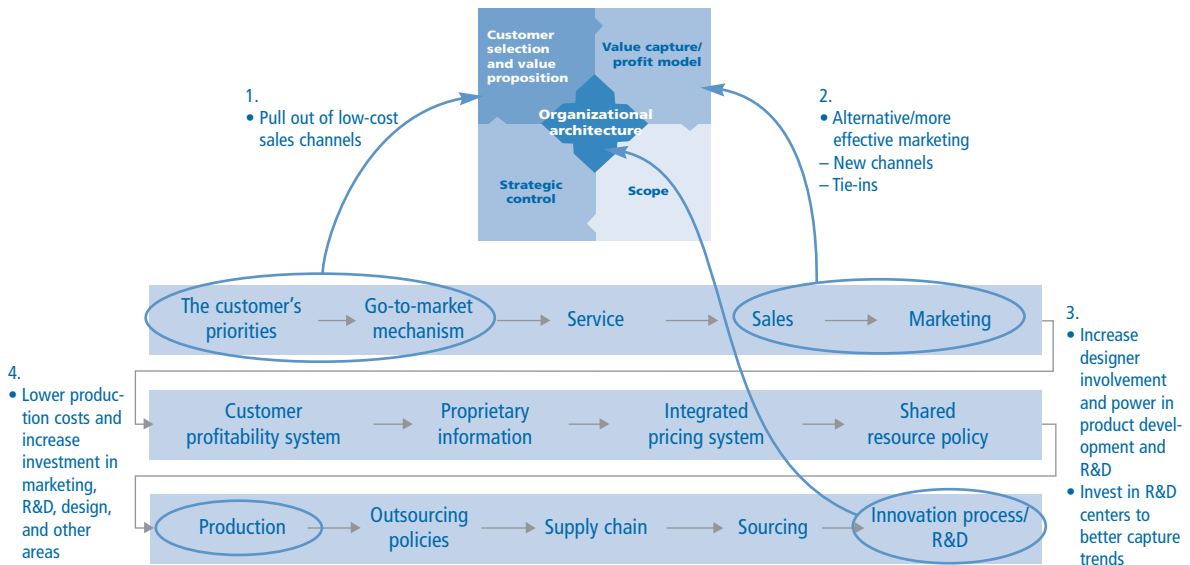 Customer
selection
and value
proposition
Value capture/
profit model
Organizational
architecture
Strategic
control
Scope
1.
• Pull out of low-cost
sales channels
2.
• Alternative/more
effective marketing
– New channels
– Tie-ins
The customer's
priorities
Go-to-market
mechanism
Service
Sales
Marketing
3.
• Increase
designer
involvement
and power in
product devel-
opment and
R&D
• Invest in R&D
centers to
better capture
trends
4.
• Lower produc-
tion costs and
increase
investment in
marketing,
R&D, design,
and other
areas
Customer
profitability system
Proprietary
information
Integrated
pricing system
Shared
resource policy
Production
Outsourcing
policies
Supply chain
Sourcing
Innovation process/
R&D